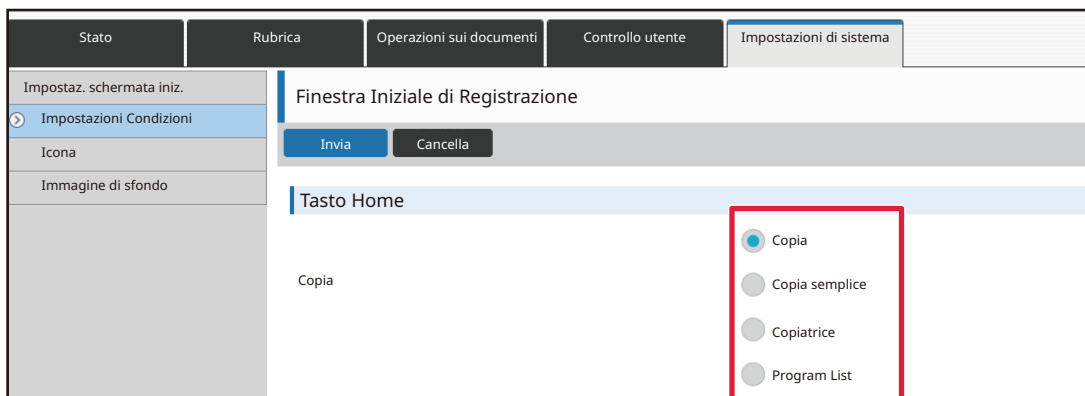 Stato
Rubrica
Operazioni sui documenti
Controllo utente
Impostazioni di sistema
Impostaz. schermata iniz.
Impostazioni Condizioni
Icona
Immagine di sfondo
Finestra Iniziale di Registrazione
Invia
Cancella
Tasto Home
Copia
Copia
Copia semplice
Copiatrice
Program List